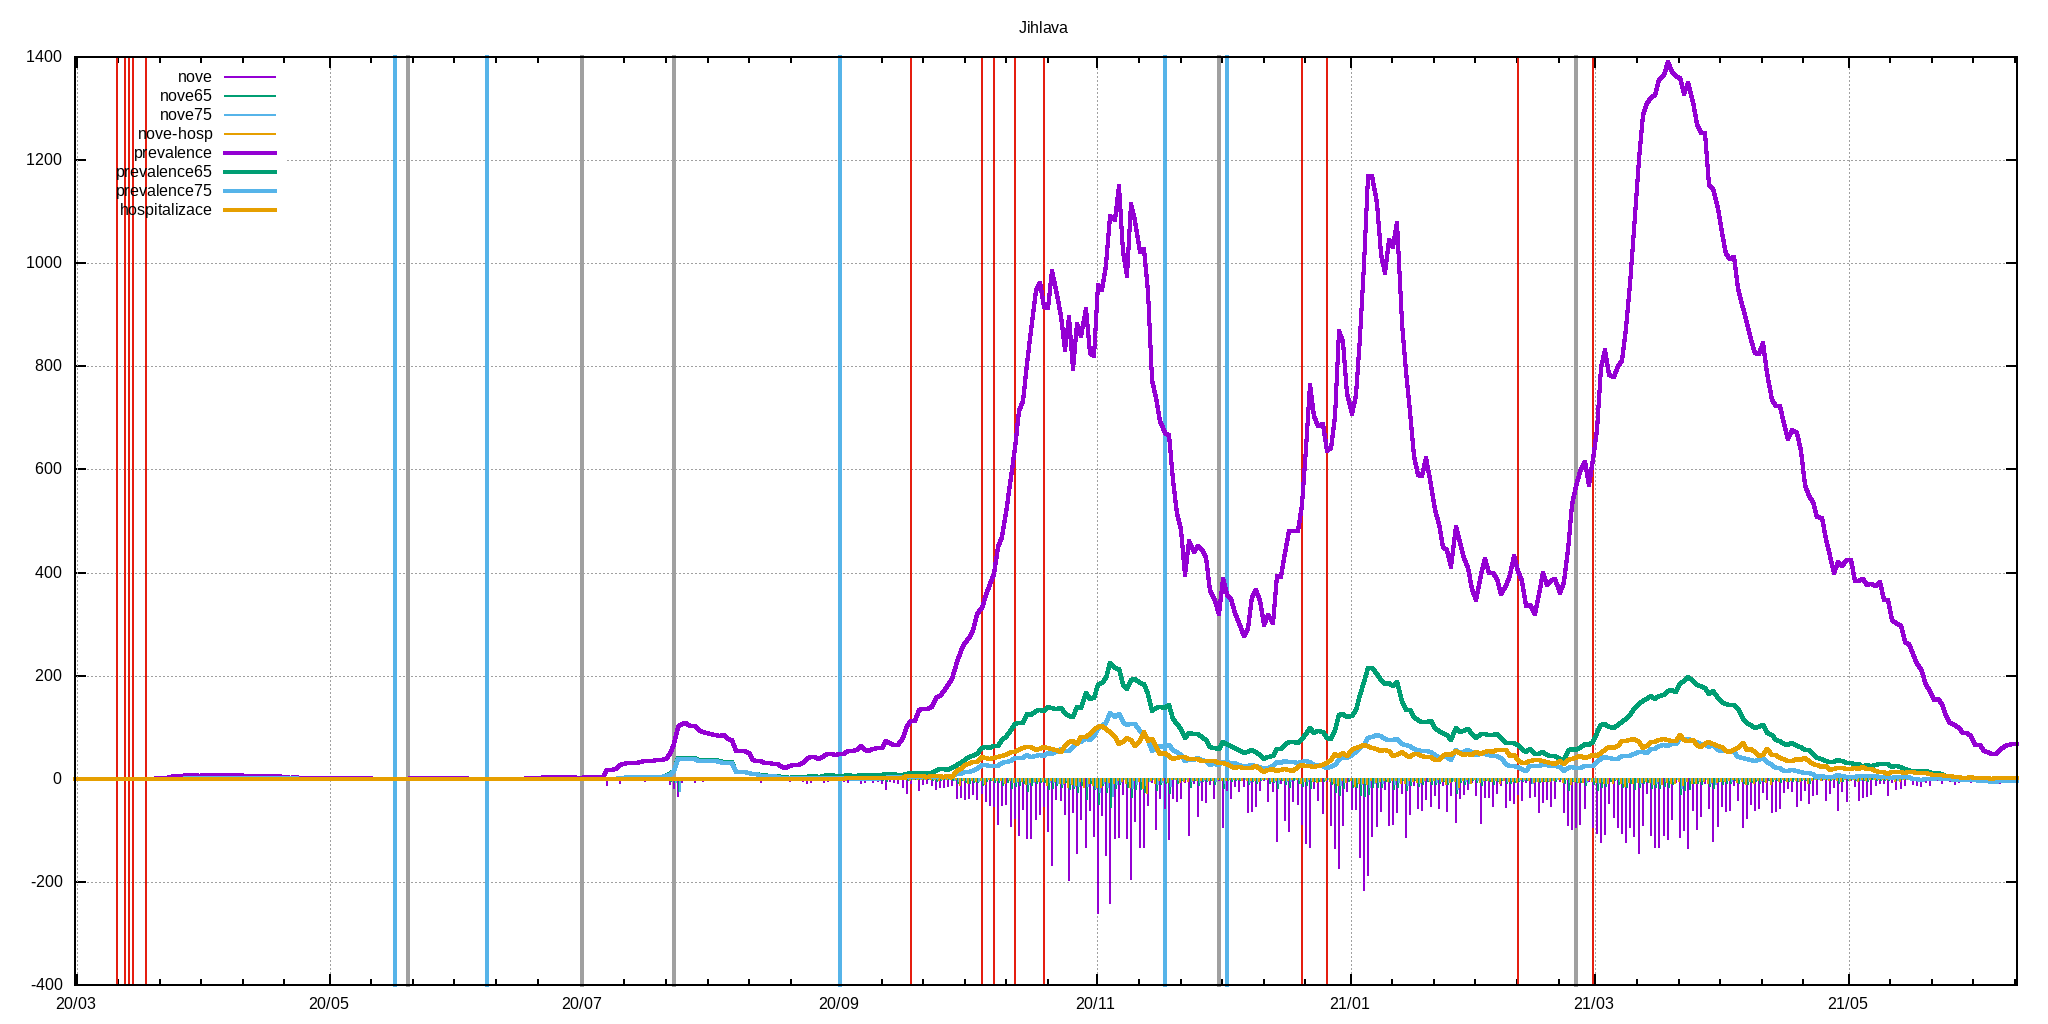 Jihlava
1400
1200
1000
800
600
400
200
0
-200
-400
nove
nove65
nove75
nove-hosp
prevalence
prevalence65
prevalence75
hospitalizace
20/03
20/05
20/07
20/09
20/11
21/01
21/03
21/05